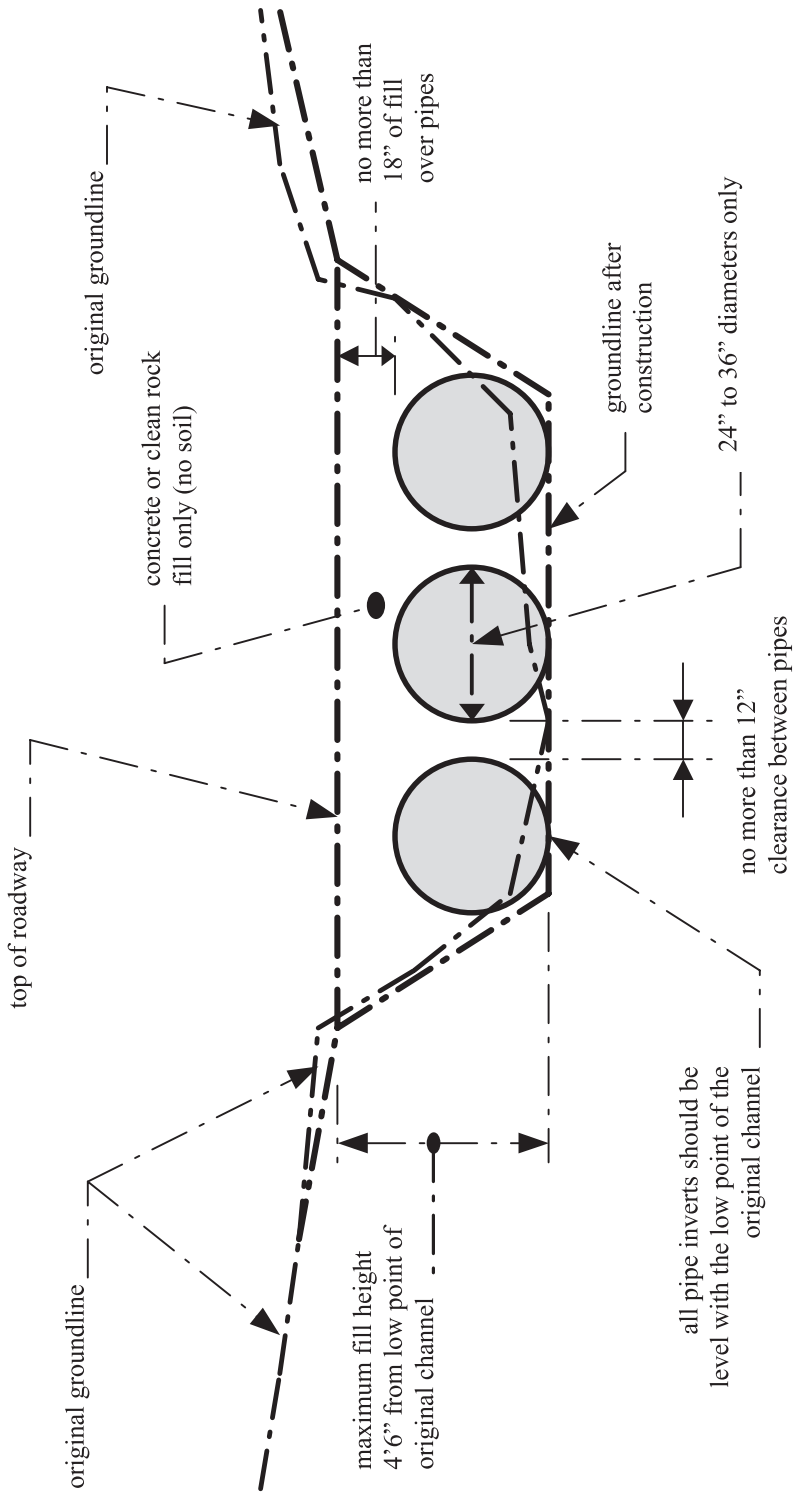 top of roadway
original groundline
original groundline
concrete or clean rock
fill only (no soil)
no more than
18” of fill
over pipes
maximum fill height
4’6” from low point of
original channel
groundline after
construction
24” to 36” diameters only
no more than 12”
clearance between pipes
all pipe inverts should be
level with the low point of the
original channel